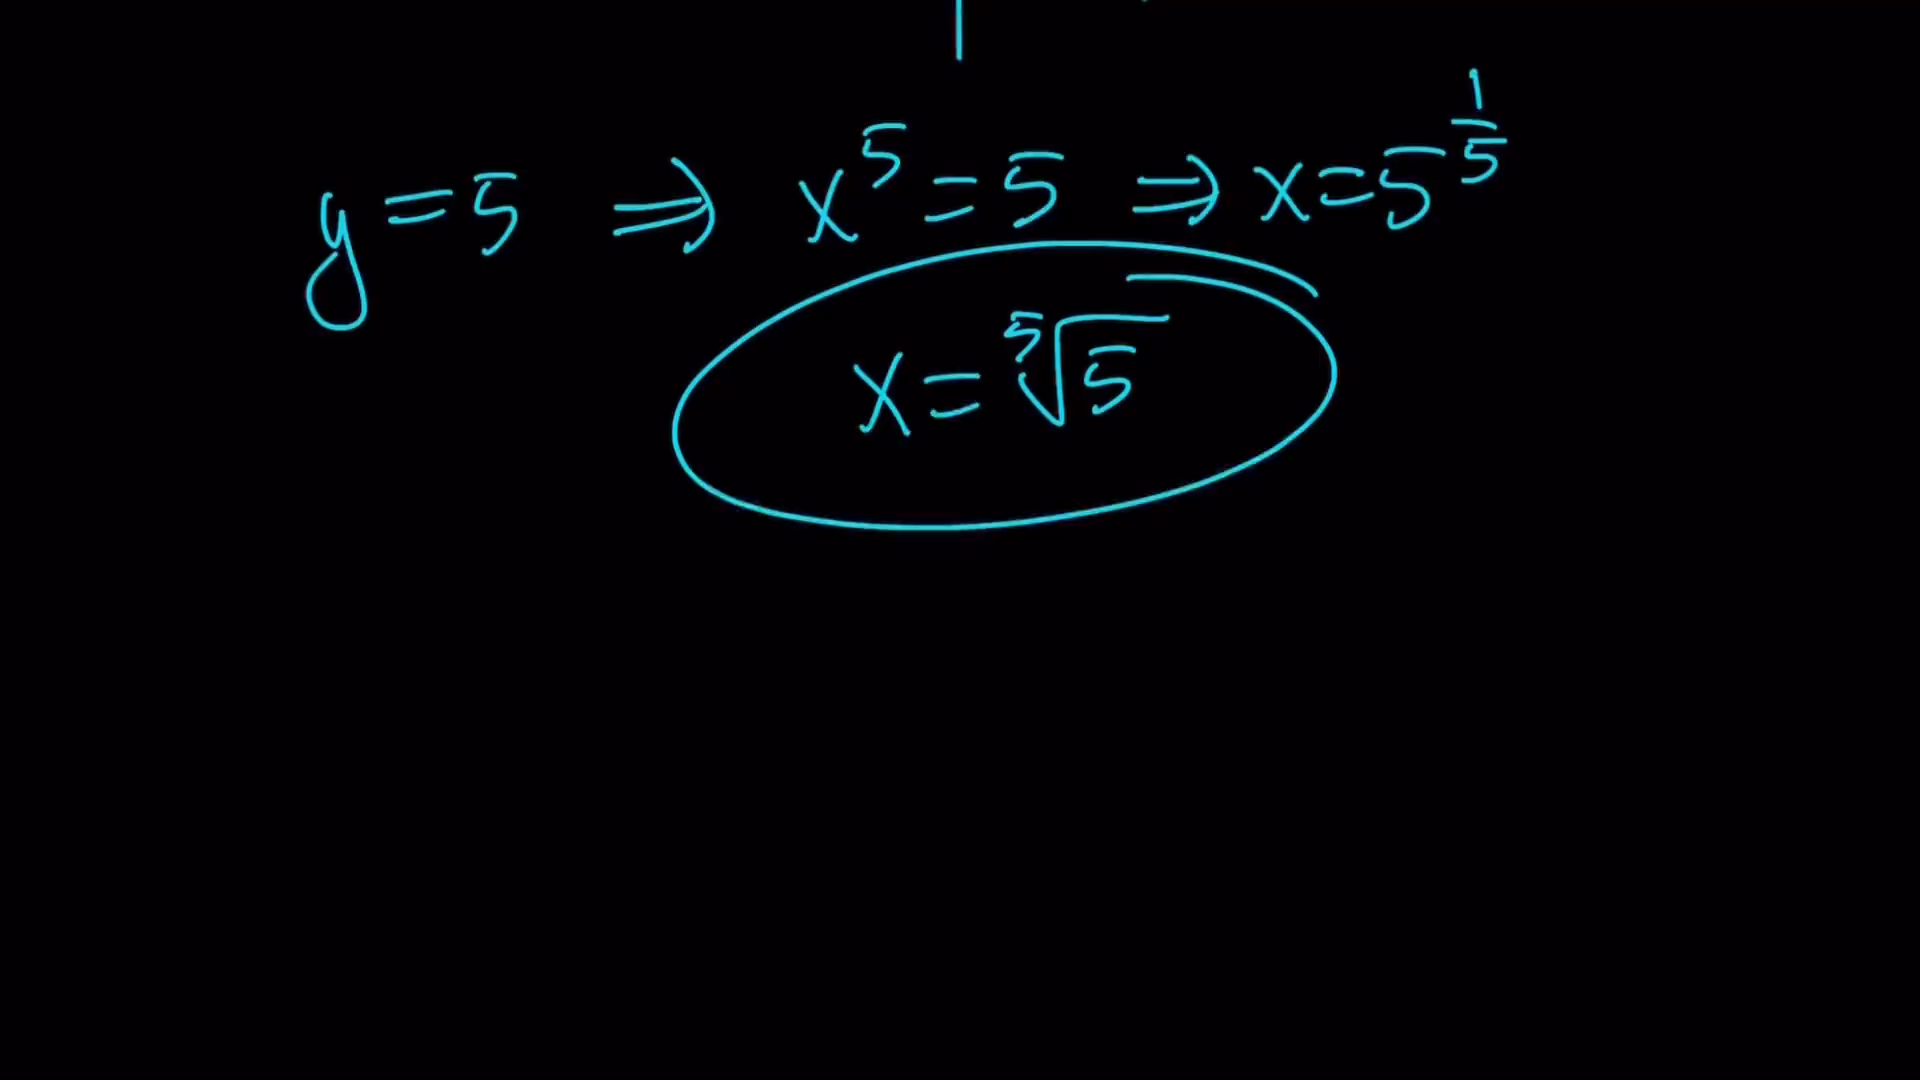 y = 5 ⇒ x⁵ = 5 ⇒ x = 5^(1/5)
x = ⁵√5